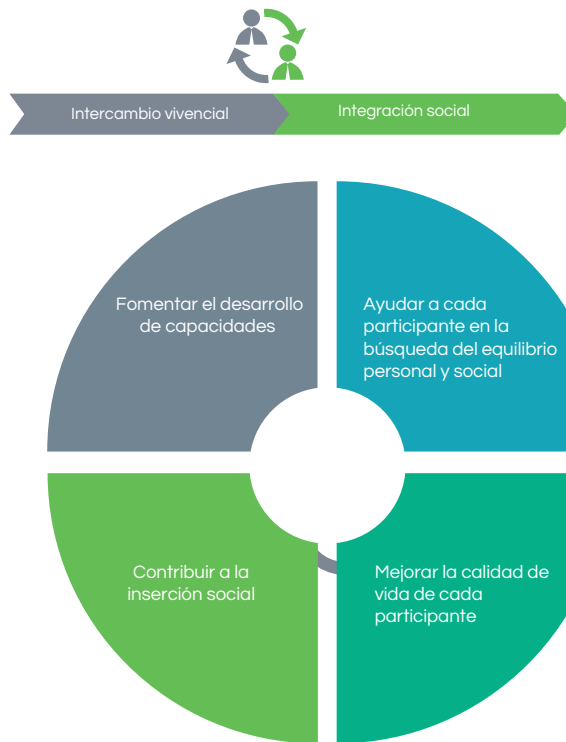 Intercambio vivencial
Integración social
Fomentar el desarrollo
de capacidades
Ayudar a cada
participante en la
búsqueda del equilibrio
personal y social
Contribuir a la
inserción social
Mejorar la calidad de
vida de cada
participante